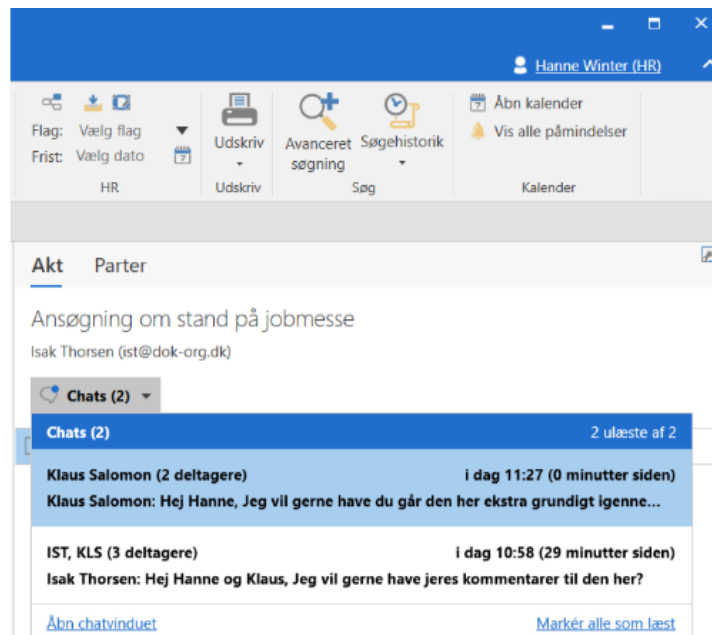 Hanne Winter (HR)
Flag: Vælg flag
Frist: Vælg dato
HR
Udskriv
Udskriv
Avanceret søgning
Søgehistorik
Søg
Åbn kalender
Vis alle påmindelser
Kalender
Akt Parter
Ansøgning om stand på jobmesse
Isak Thorsen (ist@dok-org.dk)
Chats (2)
Chats (2) 2 ulæste af 2
Klaus Salomon (2 deltagere) i dag 11:27 (0 minutter siden)
Klaus Salomon: Hej Hanne, Jeg vil gerne have du går den her ekstra grundigt igenne...
IST, KLS (3 deltagere) i dag 10:58 (29 minutter siden)
Isak Thorsen: Hej Hanne og Klaus, Jeg vil gerne have jeres kommentarer til den her?
Åbn chatvinduet Markér alle som læst